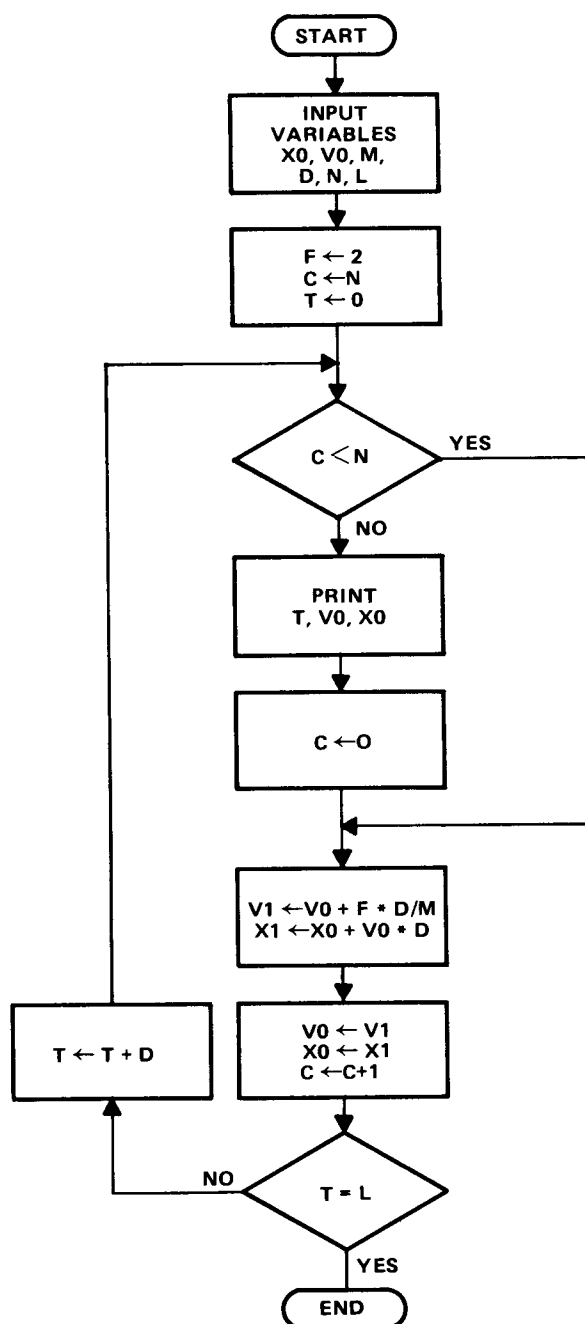 START
INPUT
VARIABLES
X0, V0, M,
D, N, L
F ← 2
C ← N
T ← 0
C < N
YES
NO
PRINT
T, V0, X0
C ← O
V1 ← V0 + F * D/M
X1 ← X0 + V0 * D
V0 ← V1
X0 ← X1
C ← C+1
T ← T + D
NO
T = L
YES
END